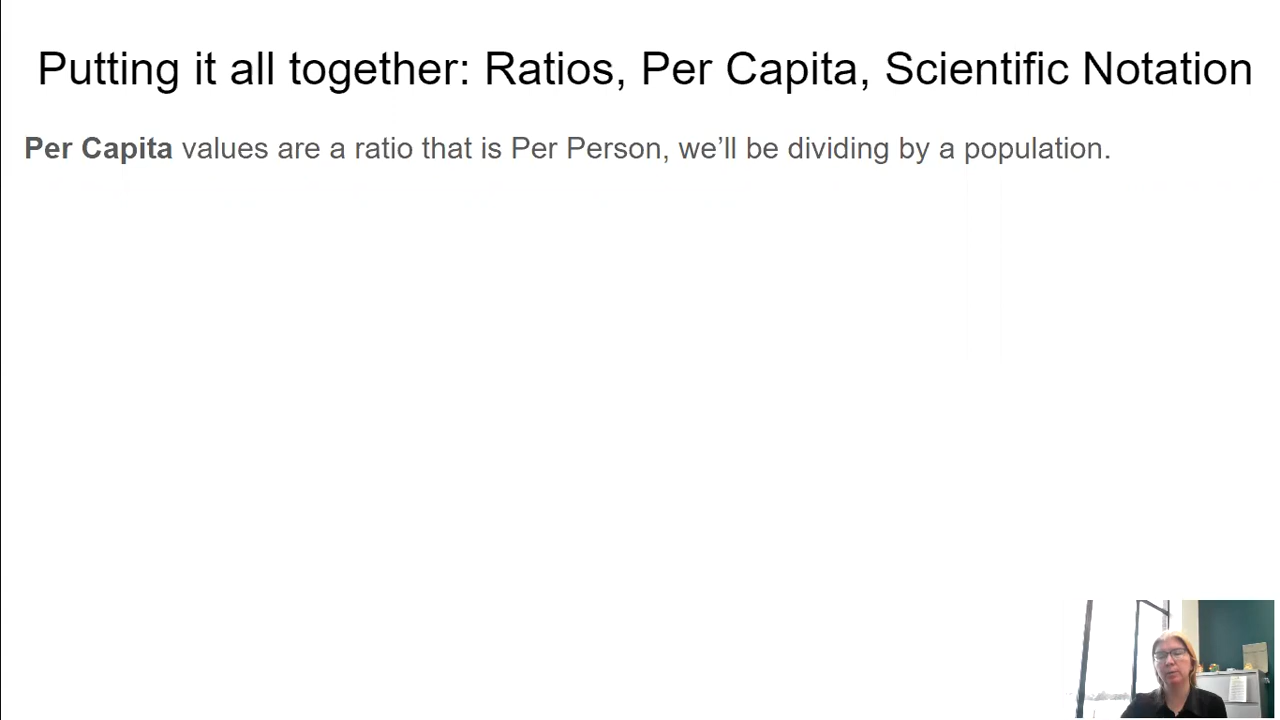 Putting it all together: Ratios, Per Capita, Scientific Notation
Per Capita values are a ratio that is Per Person, we’ll be dividing by a population.